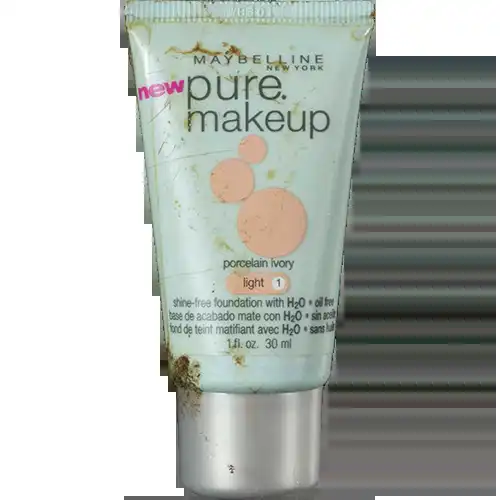 MAYBELLINE
NEW YORK
new pure.
makeup
porcelain ivory
light 1
shine-free foundation with H2O • oil free
base de acabado mate con H2O • sin aceite
fond de teint matifiant avec H2O • sans huile
1 fl. oz. 30 ml